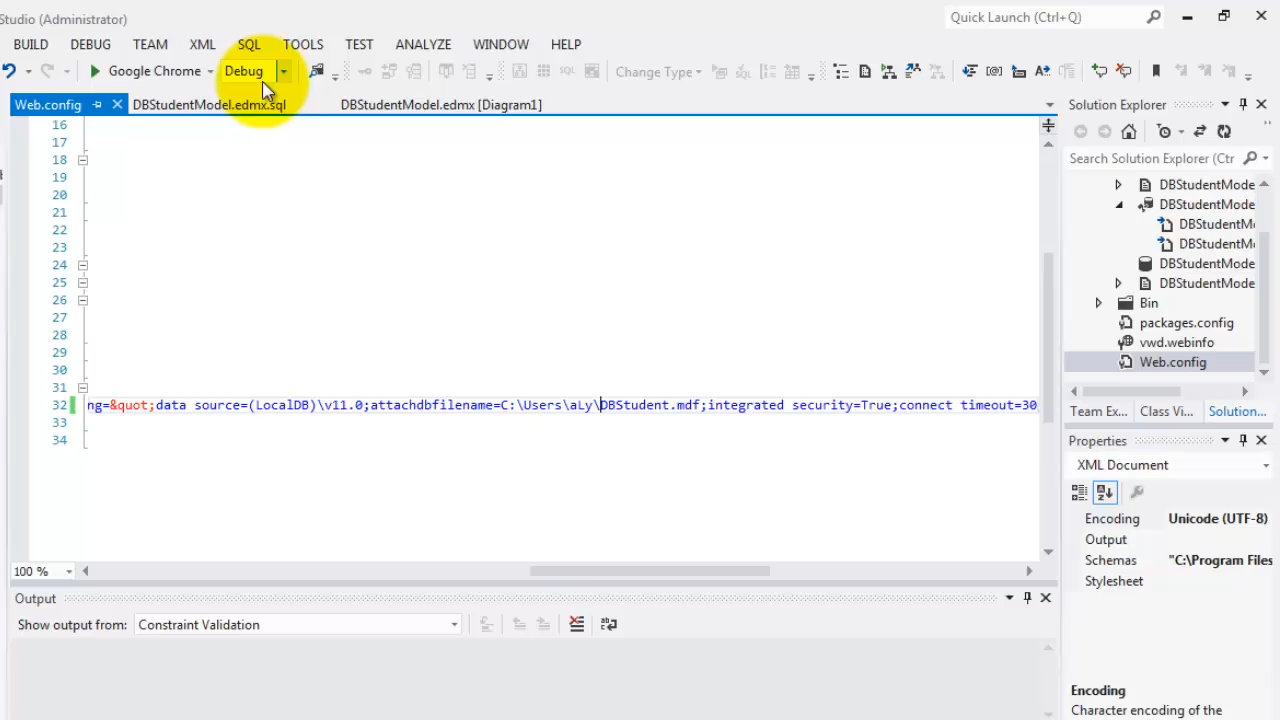 Studio (Administrator)
Quick Launch (Ctrl+Q)
BUILD DEBUG TEAM XML SQL TOOLS TEST ANALYZE WINDOW HELP
Google Chrome Debug Change Type
Web.config DBStudentModel.edmx.sql DBStudentModel.edmx [Diagram1]
Solution Explorer
Search Solution Explorer (Ctr
16
17
18
19
20
21
22
23
24
25
26
27
28
29
30
31
32 ng=&quot;data source=(LocalDB)\v11.0;attachdbfilename=C:\Users\aLy\DBStudent.mdf;integrated security=True;connect timeout=30
33
34
DBStudentMode
DBStudentMode
DBStudentM
DBStudentM
DBStudentMode
DBStudentMode
Bin
packages.config
vwd.webinfo
Web.config
Team Ex... Class Vi... Solution...
Properties
XML Document
Encoding Unicode (UTF-8)
Output
Schemas "C:\Program Files
Stylesheet
Encoding
Character encoding of the
100 %
Output
Show output from: Constraint Validation